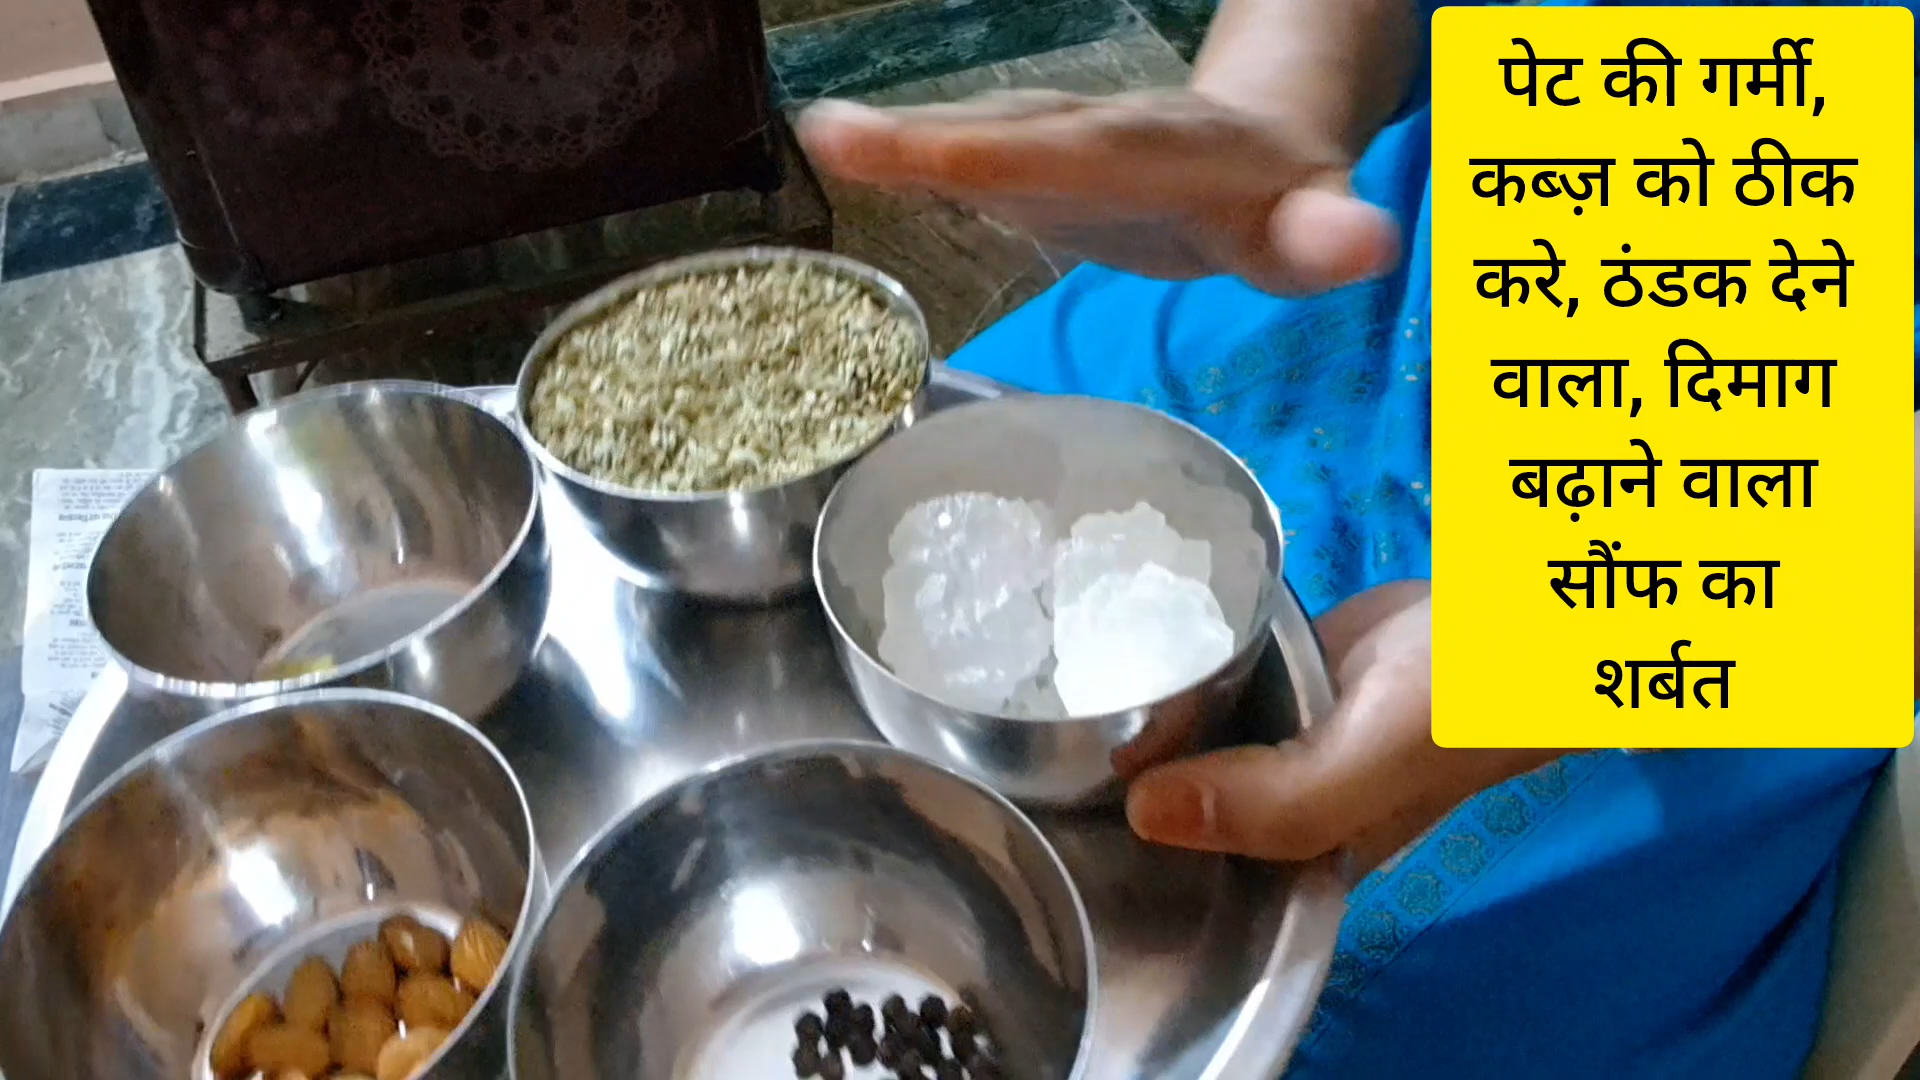 पेट की गर्मी,
कब्ज़ को ठीक
करे, ठंडक देने
वाला, दिमाग
बढ़ाने वाला
सौंफ का
शर्बत